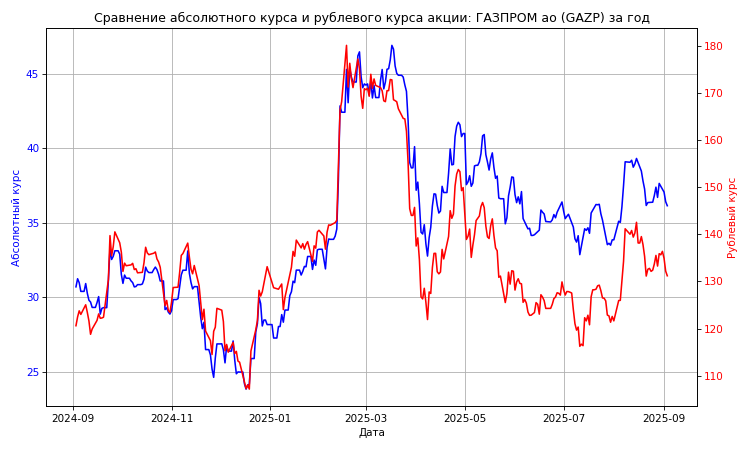 Сравнение абсолютного курса и рублевого курса акции: ГАЗПРОМ ао (GAZP) за год
Абсолютный курс
45
40
35
30
25
180
170
160
150
140
130
120
110
Рублевый курс
2024-09 2024-11 2025-01 2025-03 2025-05 2025-07 2025-09
Дата